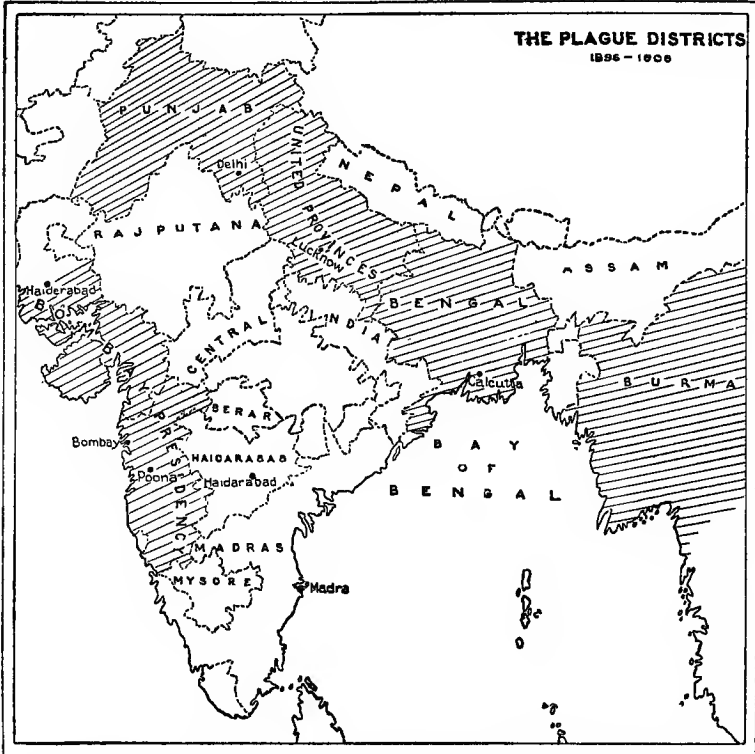 THE PLAGUE DISTRICTS
1896-1906
PUNJAB
Delhi
UNITED PROVINCES
NEPAL
RAJPUTANA
Lucknow
ASSAM
Haiderabad
BENGAL
CENTRAL INDIA
BURMA
Calcutta
BOMBAY PRESIDENCY
BERAR
Bombay
HAIDARABAD
Poona
Haidarabad
BAY
OF
BENGAL
MADRAS
MYSORE
Madra